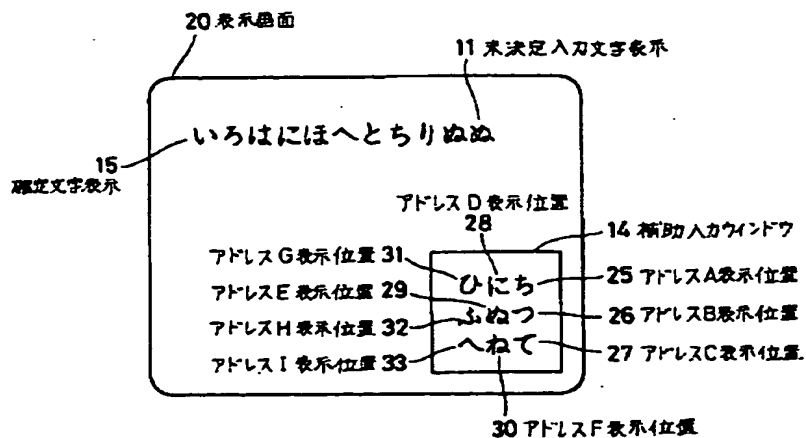 20 表示画面
11 未決定入力文字表示
いろはにほへとちりぬぬ
15
確定文字表示
アドレスD表示位置
28
14 補助入力ウィンドウ
アドレスG表示位置 31
ひにち
25 アドレスA表示位置
アドレスE表示位置 29
ふぬつ
26 アドレスB表示位置
アドレスH表示位置 32
へねて
27 アドレスC表示位置
アドレスI表示位置 33
30 アドレスF表示位置